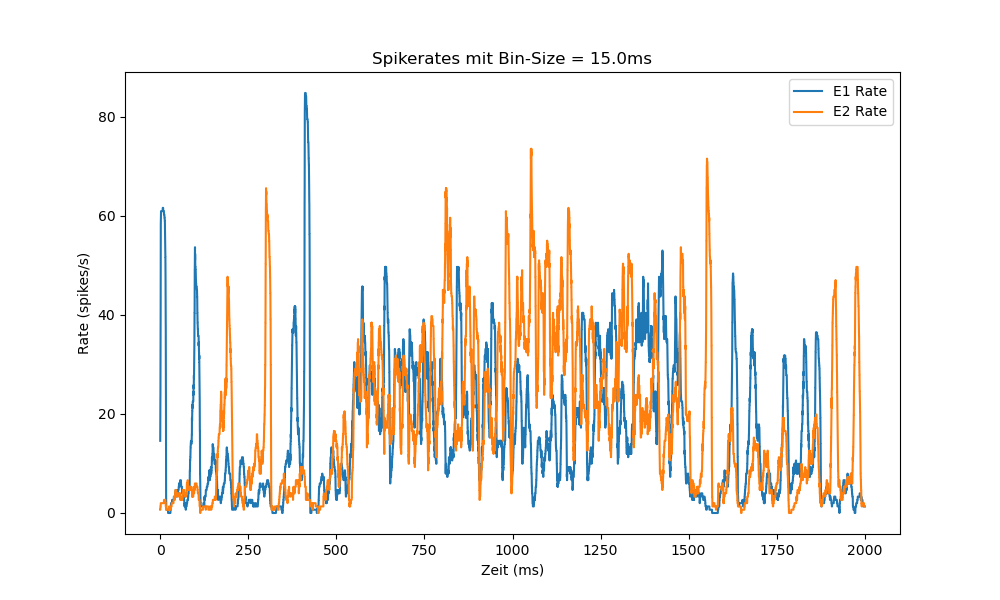 Spikerates mit Bin-Size = 15.0ms
E1 Rate
E2 Rate
80
60
40
20
0
Rate (spikes/s)
0 250 500 750 1000 1250 1500 1750 2000
Zeit (ms)